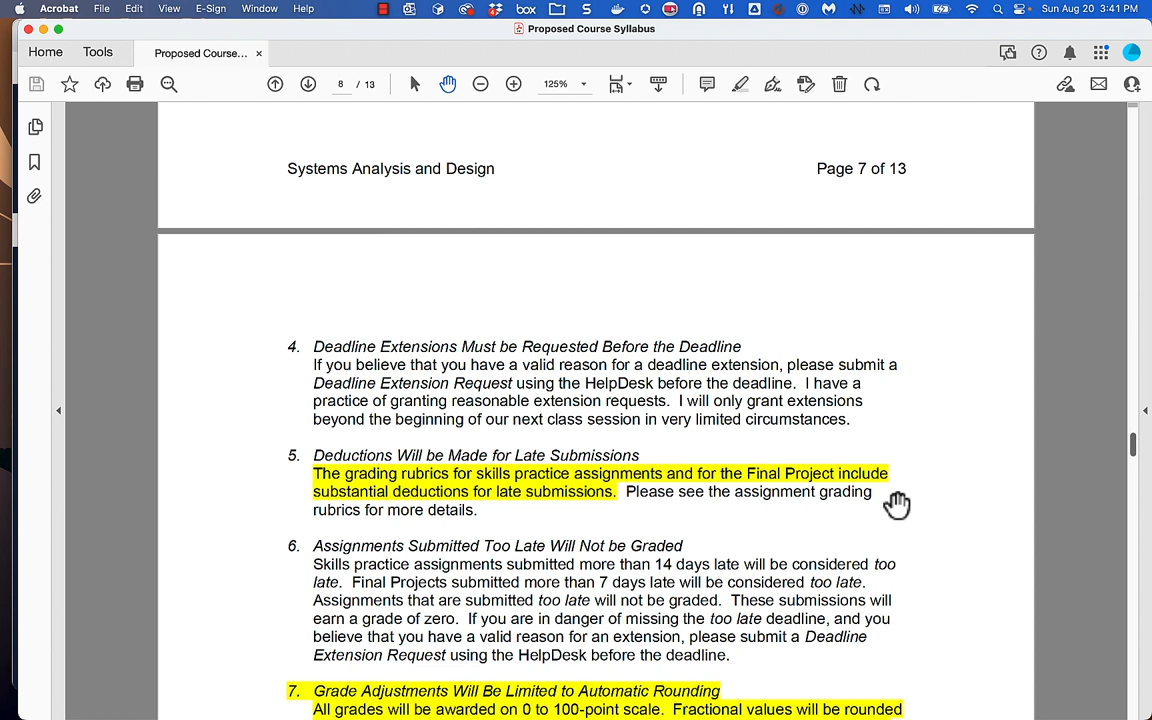 Acrobat File Edit View E-Sign Window Help box S Sun Aug 20 3:41 PM
Proposed Course Syllabus
Home Tools Proposed Course... ×
8 / 13 125%
Systems Analysis and Design Page 7 of 13
4. Deadline Extensions Must be Requested Before the Deadline
If you believe that you have a valid reason for a deadline extension, please submit a
Deadline Extension Request using the HelpDesk before the deadline. I have a
practice of granting reasonable extension requests. I will only grant extensions
beyond the beginning of our next class session in very limited circumstances.
5. Deductions Will be Made for Late Submissions
The grading rubrics for skills practice assignments and for the Final Project include
substantial deductions for late submissions. Please see the assignment grading
rubrics for more details.
6. Assignments Submitted Too Late Will Not be Graded
Skills practice assignments submitted more than 14 days late will be considered too
late. Final Projects submitted more than 7 days late will be considered too late.
Assignments that are submitted too late will not be graded. These submissions will
earn a grade of zero. If you are in danger of missing the too late deadline, and you
believe that you have a valid reason for an extension, please submit a Deadline
Extension Request using the HelpDesk before the deadline.
7. Grade Adjustments Will Be Limited to Automatic Rounding
All grades will be awarded on 0 to 100-point scale. Fractional values will be rounded